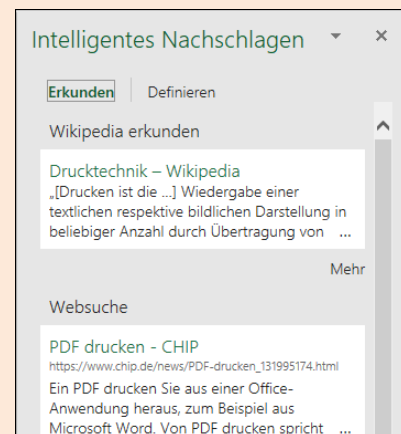 Intelligentes Nachschlagen
Erkunden Definieren
Wikipedia erkunden
Drucktechnik – Wikipedia
„[Drucken ist die ...] Wiedergabe einer
textlichen respektive bildlichen Darstellung in
beliebiger Anzahl durch Übertragung von ...
Mehr
Websuche
PDF drucken - CHIP
https://www.chip.de/news/PDF-drucken_131995174.html
Ein PDF drucken Sie aus einer Office-
Anwendung heraus, zum Beispiel aus
Microsoft Word. Von PDF drucken spricht ...